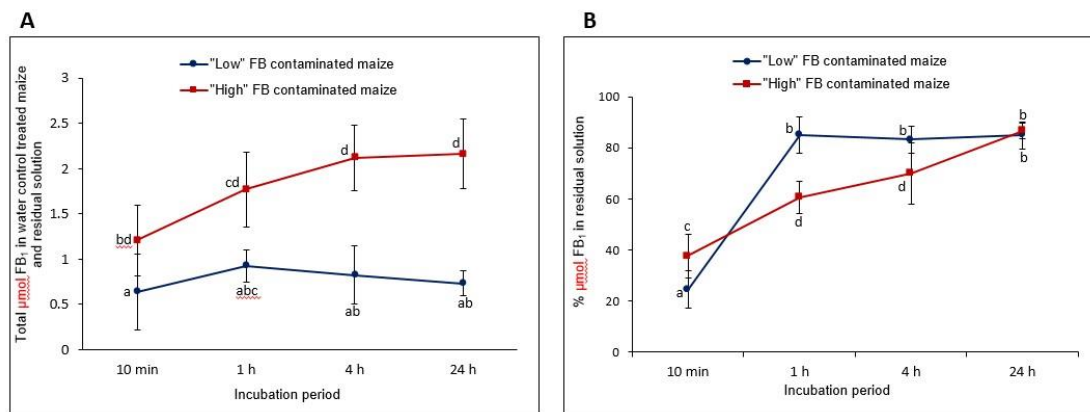 A
"Low" FB contaminated maize
"High" FB contaminated maize
Total µmol FB₁ in water control treated maize
and residual solution
3
2.5
2
1.5
1
0.5
0
bd
cd
d
d
a
abc
ab
ab
10 min
1 h
4 h
24 h
Incubation period
B
"Low" FB contaminated maize
"High" FB contaminated maize
% µmol FB₁ in residual solution
100
80
60
40
20
0
b
b
b
b
c
d
d
a
10 min
1 h
4 h
24 h
Incubation period